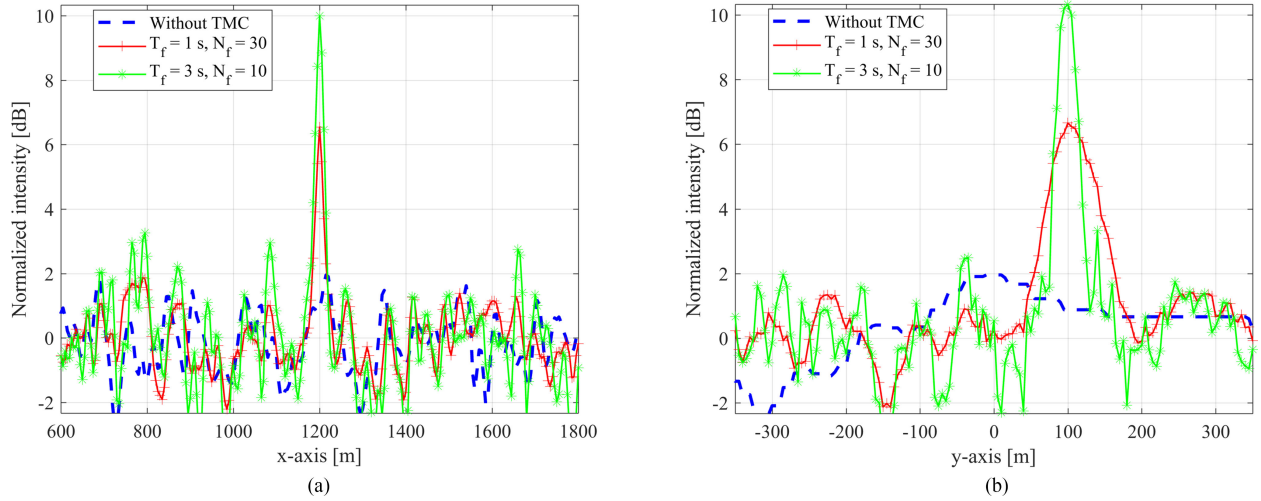 Without TMC
T_f = 1 s, N_f = 30
T_f = 3 s, N_f = 10
Normalized intensity [dB]
10
8
6
4
2
0
-2
600
800
1000
1200
1400
1600
1800
x-axis [m]
(a)
Without TMC
T_f = 1 s, N_f = 30
T_f = 3 s, N_f = 10
Normalized intensity [dB]
10
8
6
4
2
0
-2
-300
-200
-100
0
100
200
300
y-axis [m]
(b)